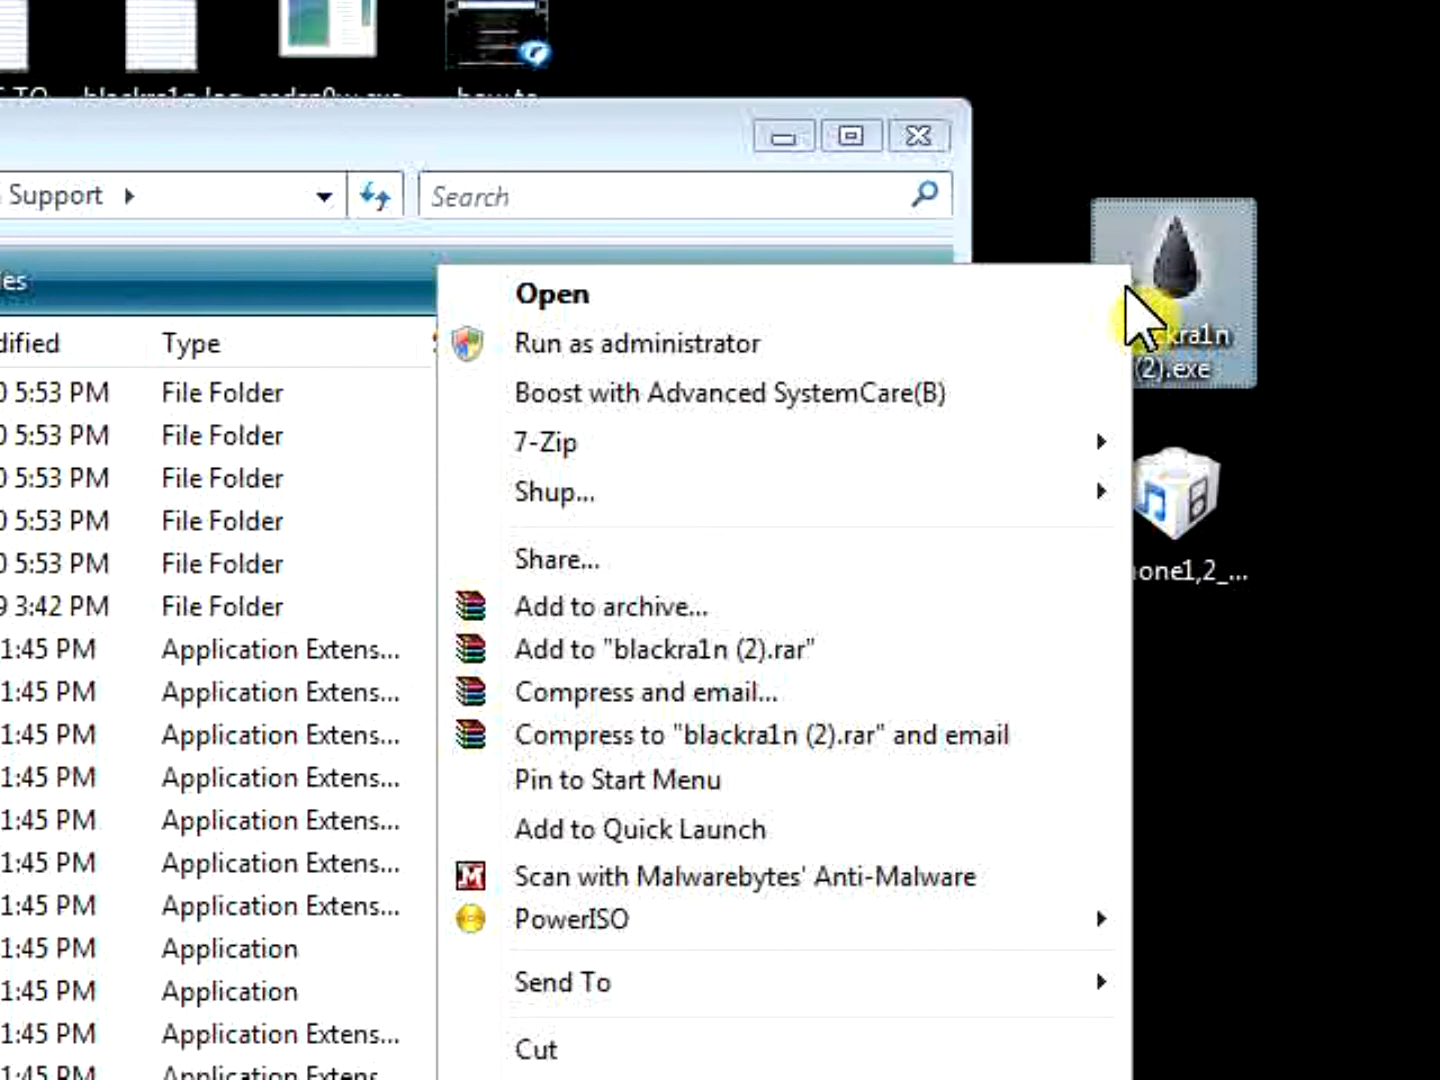 Support
Search
les
dified Type
0 5:53 PM File Folder
0 5:53 PM File Folder
0 5:53 PM File Folder
0 5:53 PM File Folder
0 5:53 PM File Folder
9 3:42 PM File Folder
1:45 PM Application Extens...
1:45 PM Application Extens...
1:45 PM Application Extens...
1:45 PM Application Extens...
1:45 PM Application Extens...
1:45 PM Application Extens...
1:45 PM Application Extens...
1:45 PM Application
1:45 PM Application
1:45 PM Application Extens...
Open
Run as administrator
Boost with Advanced SystemCare(B)
7-Zip
Shup...
Share...
Add to archive...
Add to "blackra1n (2).rar"
Compress and email...
Compress to "blackra1n (2).rar" and email
Pin to Start Menu
Add to Quick Launch
Scan with Malwarebytes' Anti-Malware
PowerISO
Send To
Cut
ckra1n
(2).exe
one1,2_...